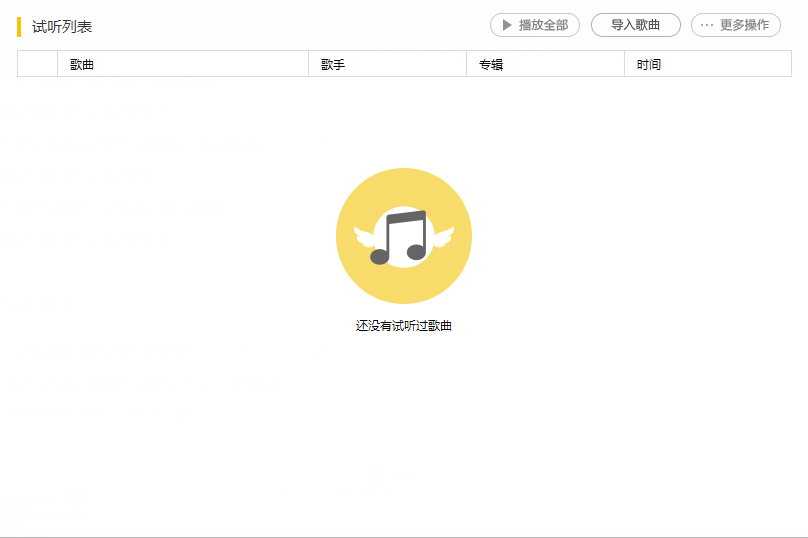 试听列表
播放全部
导入歌曲
··· 更多操作
歌曲 歌手 专辑 时间
还没有试听过歌曲